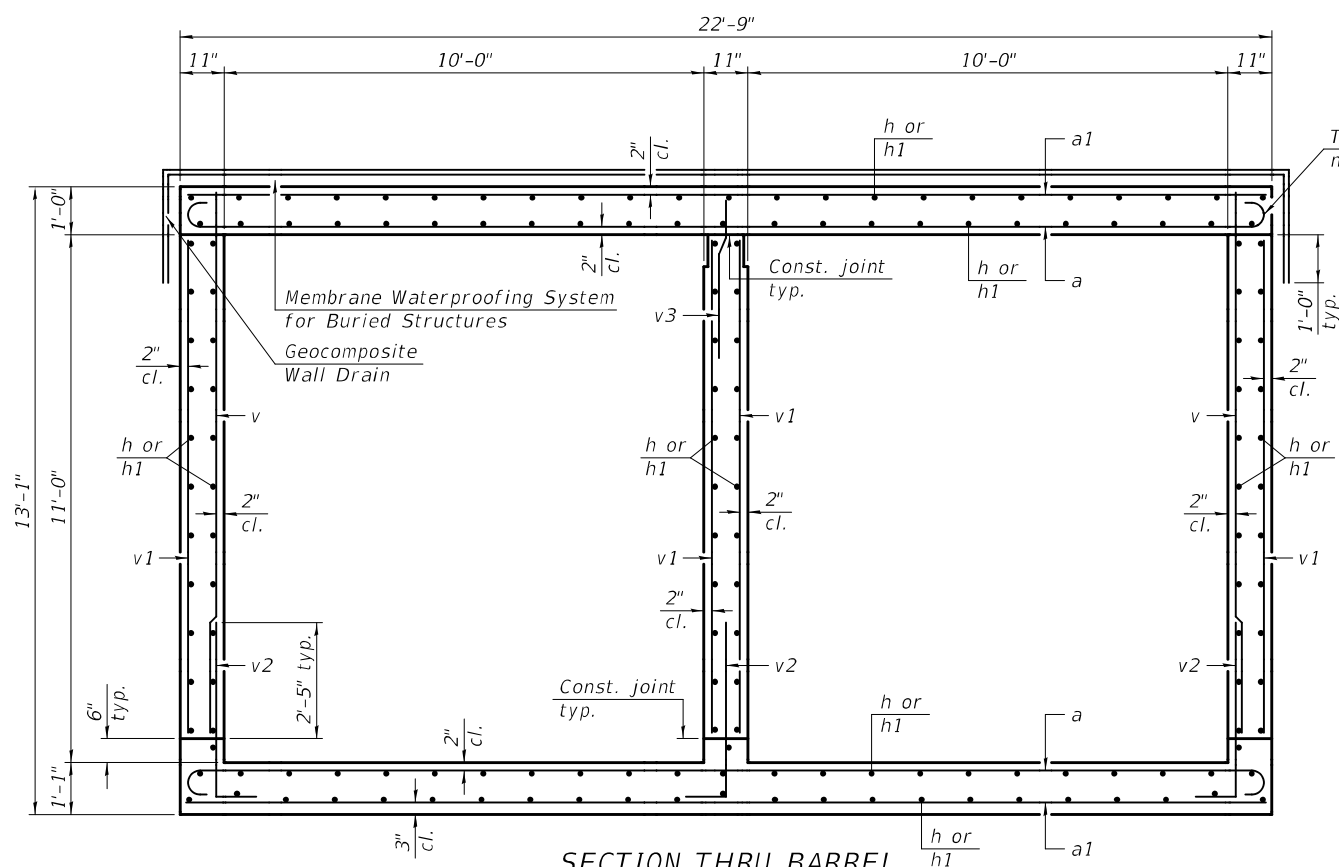 22'-9"
11"
10'-0"
11"
10'-0"
11"
h or
h1
a1
2"
cl.
1'-0"
2"
cl.
Const. joint
typ.
h or
h1
a
1'-0"
typ.
Membrane Waterproofing System
for Buried Structures
v3
Geocomposite
Wall Drain
2"
cl.
2"
cl.
v
v1
v
h or
h1
h or
h1
h or
h1
13'-1"
11'-0"
2"
cl.
2"
cl.
2"
cl.
v1
v1
v1
2"
cl.
v2
v2
v2
2'-5" typ.
6"
typ.
Const. joint
typ.
h or
h1
a
2"
cl.
1'-1"
3"
cl.
h or
h1
a1
SECTION THRU BARREL